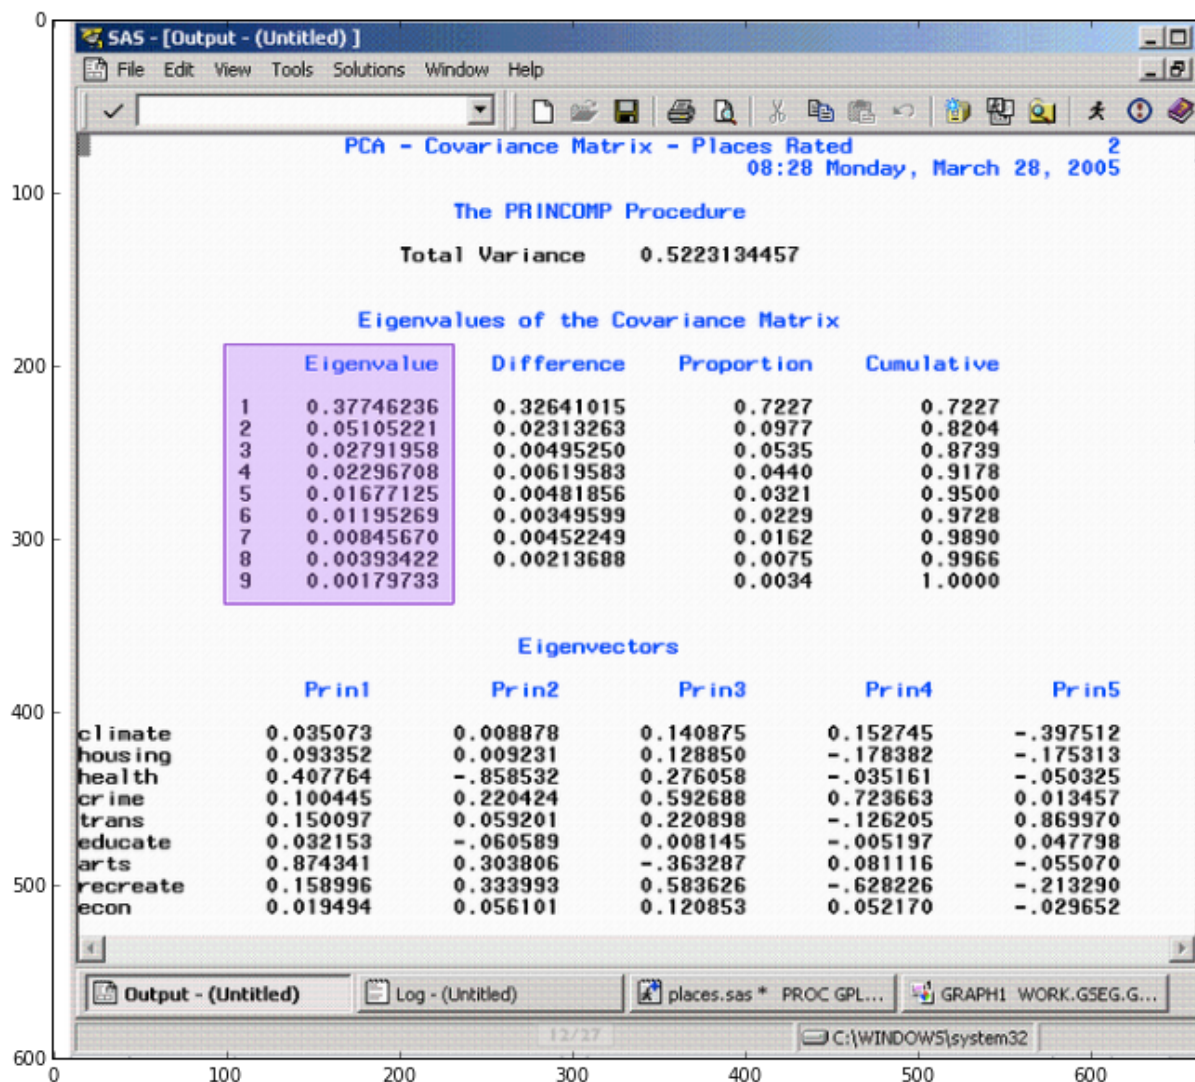 0
SAS - [Output - (Untitled) ]
File Edit View Tools Solutions Window Help
PCA - Covariance Matrix - Places Rated 2
08:28 Monday, March 28, 2005
100
The PRINCOMP Procedure
Total Variance 0.5223134457
Eigenvalues of the Covariance Matrix
200
Eigenvalue Difference Proportion Cumulative
1 0.37746236 0.32641015 0.7227 0.7227
2 0.05105221 0.02313263 0.0977 0.8204
3 0.02791958 0.00495250 0.0535 0.8739
4 0.02296708 0.00619583 0.0440 0.9178
5 0.01677125 0.00481856 0.0321 0.9500
6 0.01195269 0.00349599 0.0229 0.9728
300
7 0.00845670 0.00452249 0.0162 0.9890
8 0.00393422 0.00213688 0.0075 0.9966
9 0.00179733 0.0034 1.0000
Eigenvectors
Prin1 Prin2 Prin3 Prin4 Prin5
400
climate 0.035073 0.008878 0.140875 0.152745 -.397512
housing 0.093352 0.009231 0.128850 -.178382 -.175313
health 0.407764 -.858532 0.276058 -.035161 -.050325
crime 0.100445 0.220424 0.592688 0.723663 0.013457
trans 0.150097 0.059201 0.220898 -.126205 0.869970
educate 0.032153 -.060589 0.008145 -.005197 0.047798
arts 0.874341 0.303806 -.363287 0.081116 -.055070
500
recreate 0.158996 0.333993 0.583626 -.628226 -.213290
econ 0.019494 0.056101 0.120853 0.052170 -.029652
Output - (Untitled) Log - (Untitled) places.sas * PROC GPL... GRAPH1 WORK.GSEG.G...
12/27 C:\WINDOWS\system32
600
0 100 200 300 400 500 600